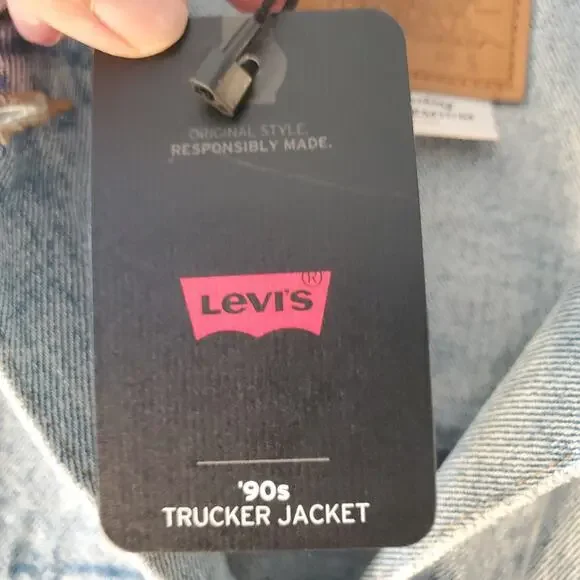 ORIGINAL STYLE.
RESPONSIBLY MADE.
LEVI'S®
'90s
TRUCKER JACKET